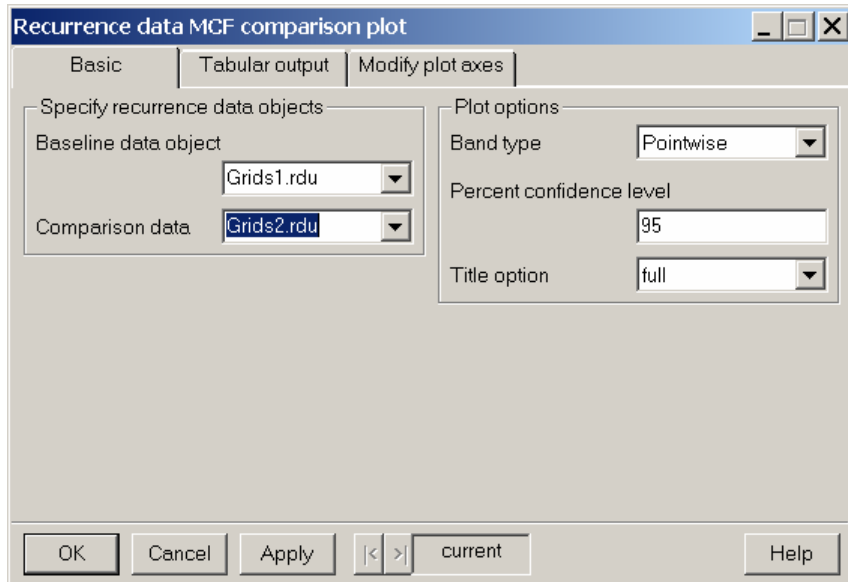 Recurrence data MCF comparison plot
Basic
Tabular output
Modify plot axes
Specify recurrence data objects
Baseline data object
Grids1.rdu
Comparison data
Grids2.rdu
Plot options
Band type
Pointwise
Percent confidence level
95
Title option
full
OK
Cancel
Apply
|<
>|
current
Help